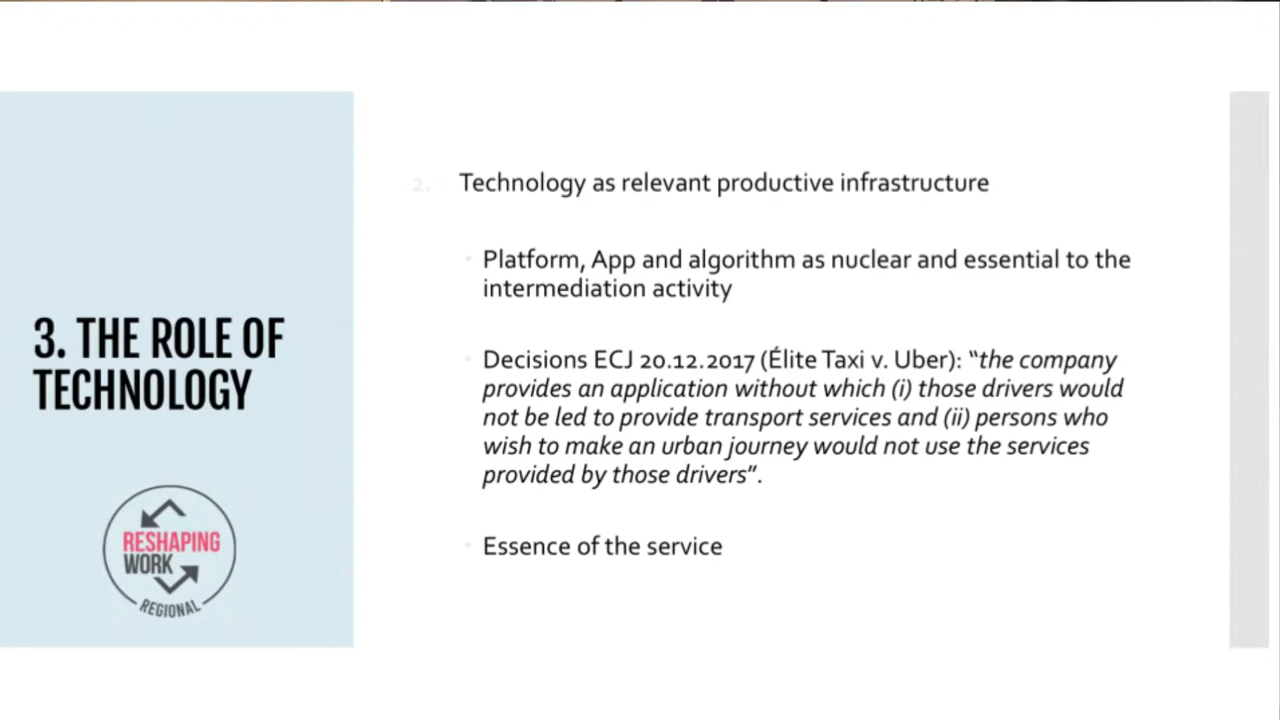 3. THE ROLE OF
TECHNOLOGY
RESHAPING
WORK
REGIONAL
2. Technology as relevant productive infrastructure
Platform, App and algorithm as nuclear and essential to the
intermediation activity
Decisions ECJ 20.12.2017 (Élite Taxi v. Uber): “the company
provides an application without which (i) those drivers would
not be led to provide transport services and (ii) persons who
wish to make an urban journey would not use the services
provided by those drivers”.
Essence of the service